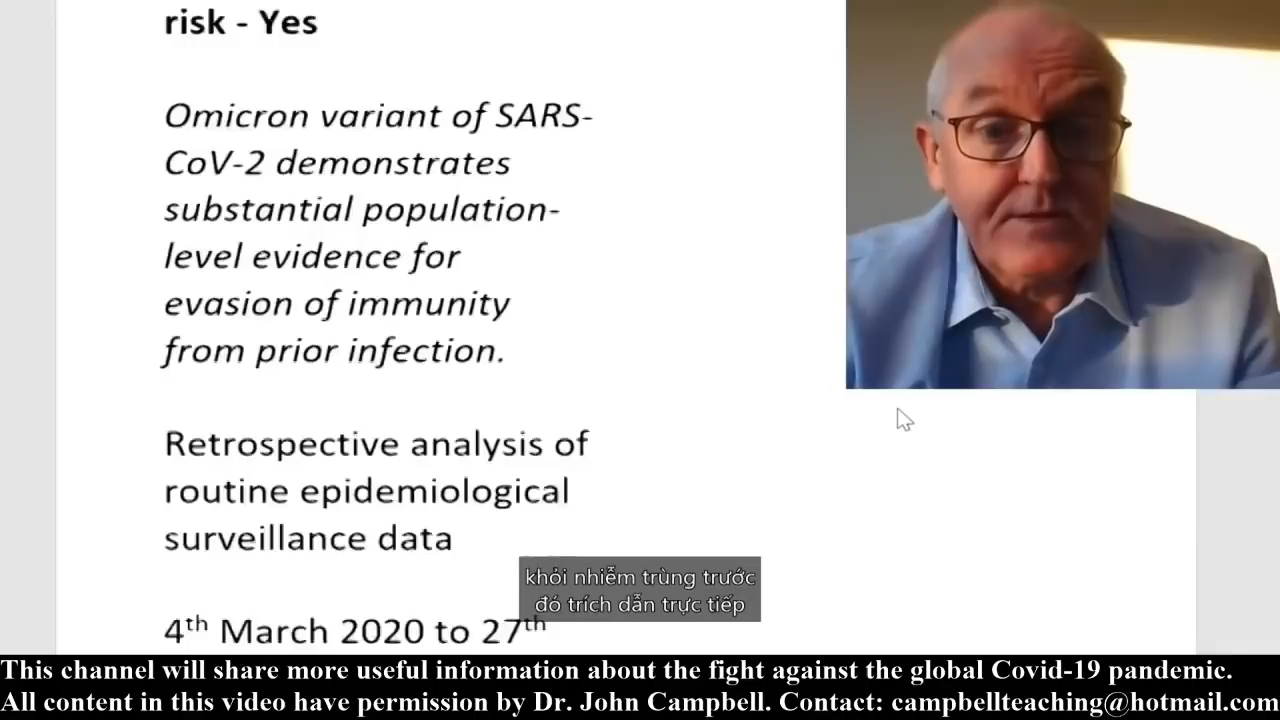 risk - Yes
Omicron variant of SARS-
CoV-2 demonstrates
substantial population-
level evidence for
evasion of immunity
from prior infection.
Retrospective analysis of
routine epidemiological
surveillance data
khỏi nhiễm trùng trước
đó trích dẫn trực tiếp
4th March 2020 to 27th
This channel will share more useful information about the fight against the global Covid-19 pandemic.
All content in this video have permission by Dr. John Campbell. Contact: campbellteaching@hotmail.com